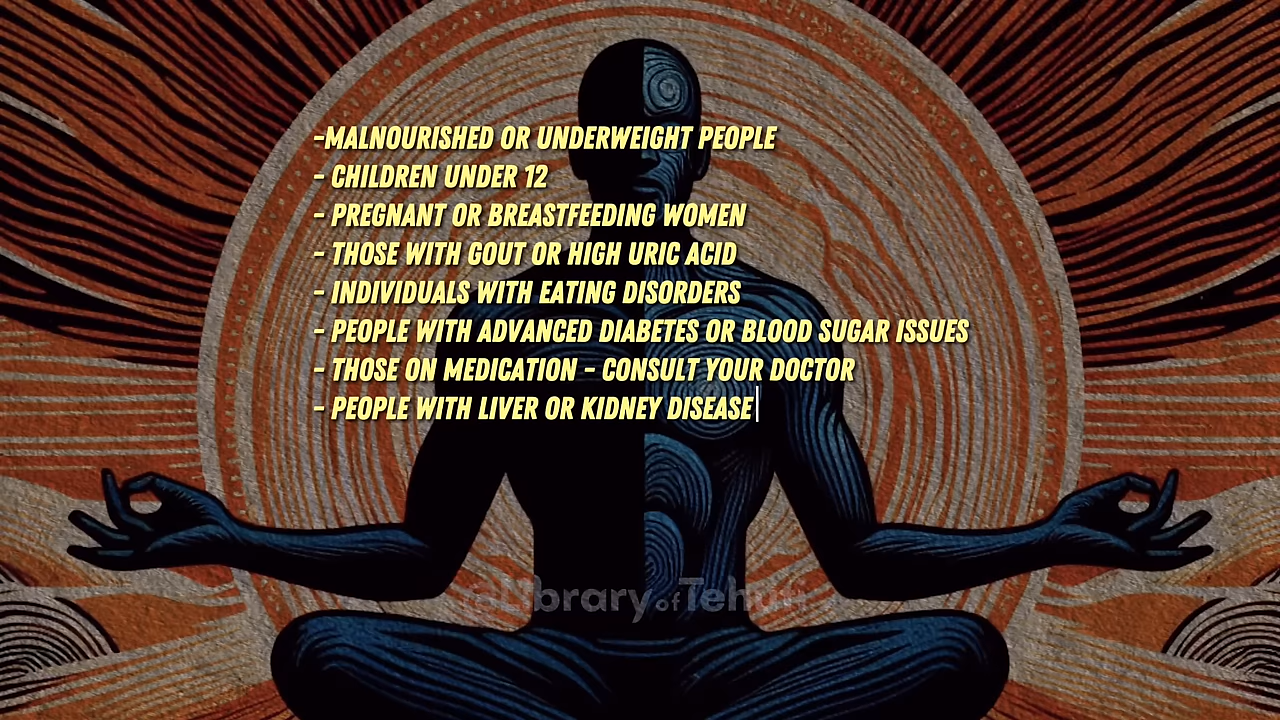 -MALNOURISHED OR UNDERWEIGHT PEOPLE
- CHILDREN UNDER 12
- PREGNANT OR BREASTFEEDING WOMEN
- THOSE WITH GOUT OR HIGH URIC ACID
- INDIVIDUALS WITH EATING DISORDERS
- PEOPLE WITH ADVANCED DIABETES OR BLOOD SUGAR ISSUES
- THOSE ON MEDICATION - CONSULT YOUR DOCTOR
- PEOPLE WITH LIVER OR KIDNEY DISEASE
Library of